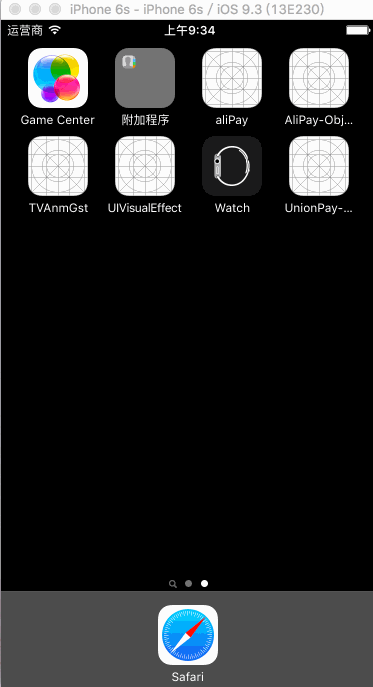 iPhone 6s - iPhone 6s / iOS 9.3 (13E230)
运营商 上午9:34
Game Center 附加程序 aliPay AliPay-Obj...
TVAnmGst UIVisualEffect Watch UnionPay-...
Safari